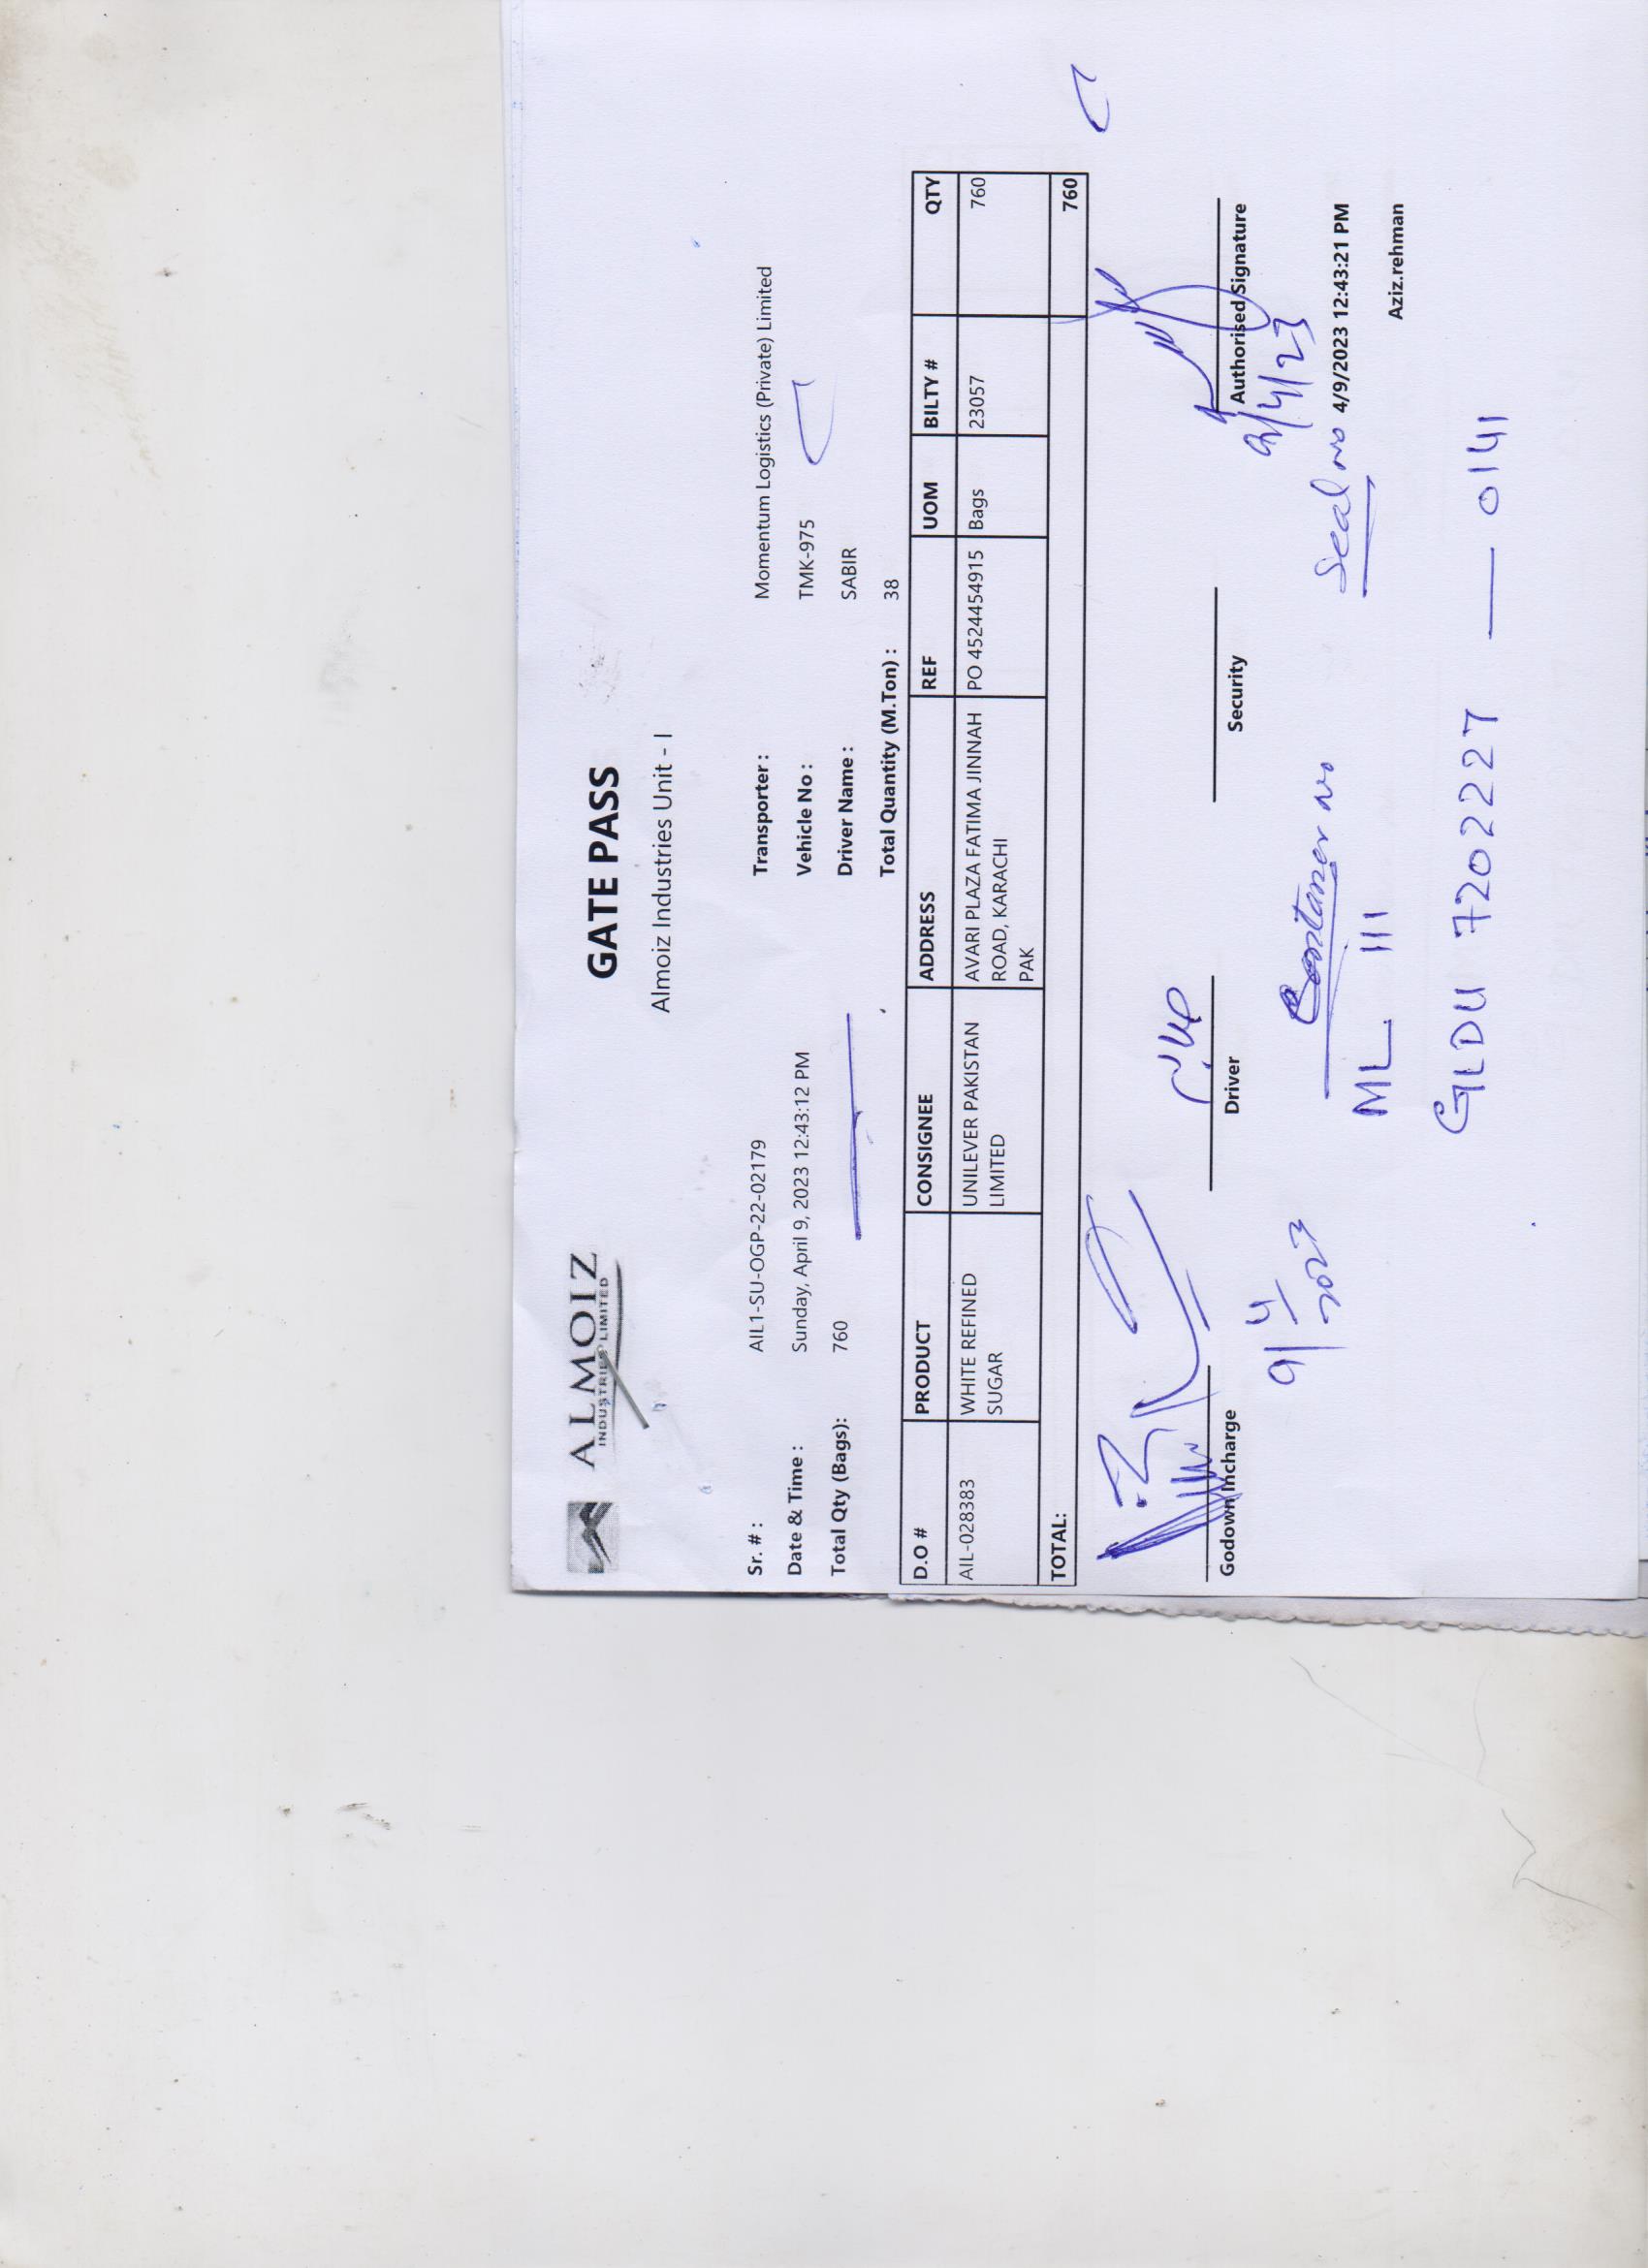 ALMOIZ
INDUSTRIES LIMITED
GATE PASS
Almoiz Industries Unit - I
Sr. # : AIL1-SU-OGP-22-02179 Transporter : Momentum Logistics (Private) Limited
Date & Time : Sunday, April 9, 2023 12:43:12 PM Vehicle No : TMK-975
Total Qty (Bags): 760 Driver Name : SABIR
Total Quantity (M.Ton) : 38
D.O # PRODUCT CONSIGNEE ADDRESS REF UOM BILTY # QTY
AIL-028383 WHITE REFINED UNILEVER PAKISTAN AVARI PLAZA FATIMA JINNAH PO 4524454915 Bags 23057 760
SUGAR LIMITED ROAD, KARACHI
PAK
TOTAL: 760
Godown Incharge Driver Security Authorised Signature
9/4/2023 9/4/23
Container no Seal no 4/9/2023 12:43:21 PM
ML 111
Aziz.rehman
GLDU 7202227 — 0141